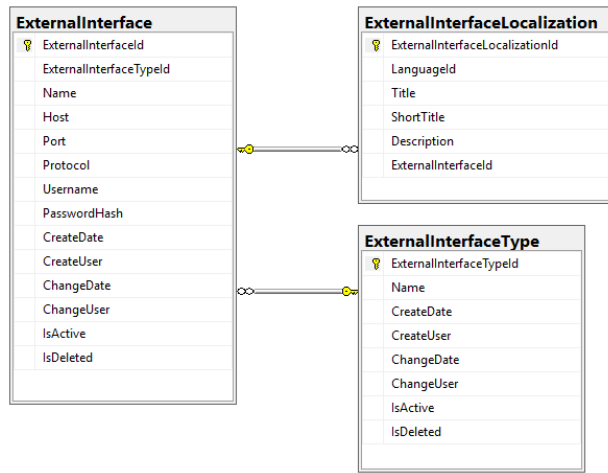 ExternalInterface
ExternalInterfaceId
ExternalInterfaceTypeId
Name
Host
Port
Protocol
Username
PasswordHash
CreateDate
CreateUser
ChangeDate
ChangeUser
IsActive
IsDeleted
ExternalInterfaceLocalization
ExternalInterfaceLocalizationId
LanguageId
Title
ShortTitle
Description
ExternalInterfaceId
ExternalInterfaceType
ExternalInterfaceTypeId
Name
CreateDate
CreateUser
ChangeDate
ChangeUser
IsActive
IsDeleted